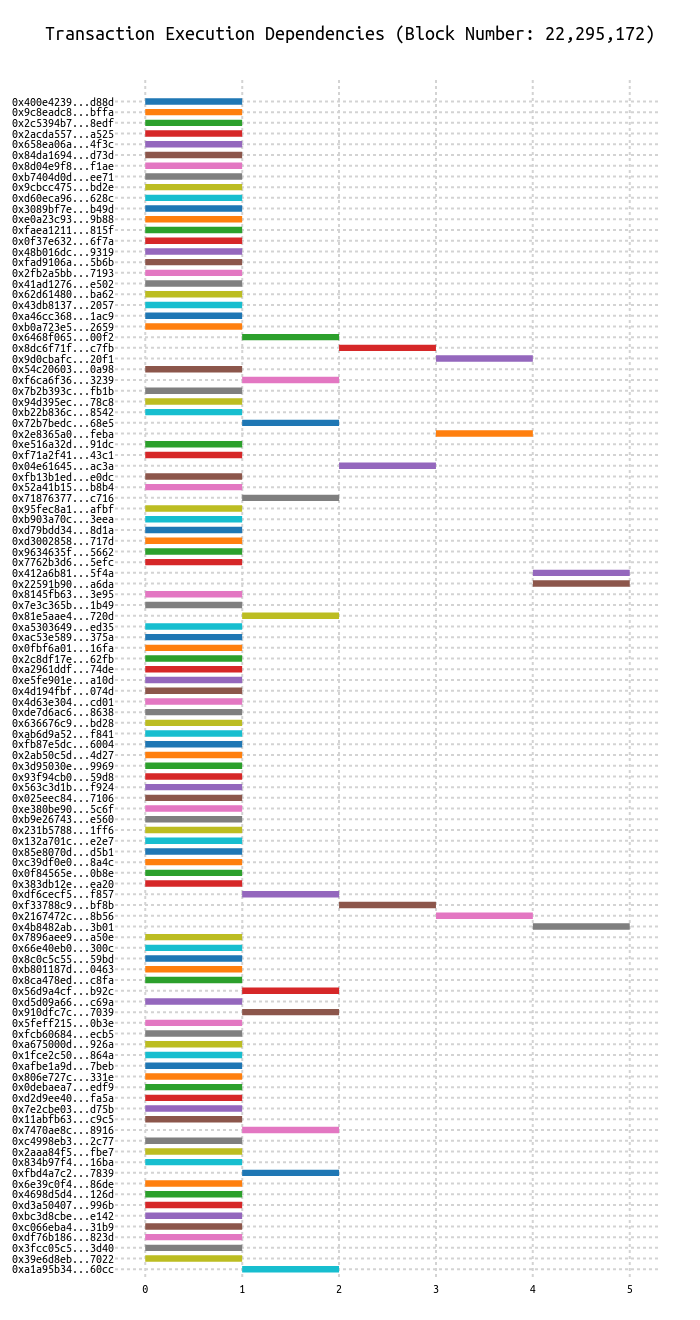 Transaction Execution Dependencies (Block Number: 22,295,172)
0x400e4239...d88d
0x9c8eadc8...bffa
0x2c5394b7...8edf
0x2acda557...a525
0x658ea06a...4f3c
0x84da1694...d73d
0x8d04e9f8...f1ae
0xb7404d0d...ee71
0x9cbcc475...bd2e
0xd60eca96...628c
0x3089bf7e...b49d
0xe0a23c93...9b88
0xfaea1211...815f
0x0f37e632...6f7a
0x48b016dc...9319
0xfad9106a...5b6b
0x2fb2a5bb...7193
0x41ad1276...e502
0x62d61480...ba62
0x43db8137...2057
0xa46cc368...1ac9
0xb0a723e5...2659
0x6468f065...00f2
0x8dc6f71f...c7fb
0x9d0cbafc...20f1
0x54c20603...0a98
0xf6ca6f36...3239
0x7b2b393c...fb1b
0x94d395ec...78c8
0xb22b836c...8542
0x72b7bedc...68e5
0x2e8365a0...feba
0xe516a32d...91dc
0xf71a2f41...43c1
0x04e61645...ac3a
0xfb13b1ed...e0dc
0x52a41b15...b8b4
0x71876377...c716
0x95fec8a1...afbf
0xb903a70c...3eea
0xd79bdd34...8d1a
0xd3002858...717d
0x9634635f...5662
0x7762b3d6...5efc
0x412a6b81...5f4a
0x22591b90...a6da
0x8145fb63...3e95
0x7e3c365b...1b49
0x81e5aae4...720d
0xa5303649...ed35
0xac53e589...375a
0x0fbf6a01...16fa
0x2c8df17e...62fb
0xa2961ddf...74de
0xe5fe901e...a10d
0x4d194fbf...074d
0x4d63e304...cd01
0xde7d6ac6...8638
0x636676c9...bd28
0xab6d9a52...f841
0xfb87e5dc...6004
0x2ab50c5d...4d27
0x3d95030e...9969
0x93f94cb0...59d8
0x563c3d1b...f924
0x025eec84...7106
0xe380be90...5c6f
0xb9e26743...e560
0x231b5788...1ff6
0x132a701c...e2e7
0x85e8070d...d5b1
0xc39df0e0...8a4c
0x0f84565e...0b8e
0x383db12e...ea20
0xdf6cecf5...f857
0xf33788c9...bf8b
0x2167472c...8b56
0x4b8482ab...3b01
0x7896aee9...a50e
0x66e40eb0...300c
0x8c0c5c55...59bd
0xb801187d...0463
0x8ca478ed...c8fa
0x56d9a4cf...b92c
0xd5d09a66...c69a
0x910dfc7c...7039
0x5feff215...0b3e
0xfcb60684...ecb5
0xa675000d...926a
0x1fce2c50...864a
0xafbe1a9d...7beb
0x806e727c...331e
0x0debaea7...edf9
0xd2d9ee40...fa5a
0x7e2cbe03...d75b
0x11abfb63...c9c5
0x7470ae8c...8916
0xc4998eb3...2c77
0x2aaa84f5...fbe7
0x834b97f4...16ba
0xfbd4a7c2...7839
0x6e39c0f4...86de
0x4698d5d4...126d
0xd3a50407...996b
0xbc3d8cbe...e142
0xc066eba4...31b9
0xdf76b186...823d
0x3fcc05c5...3d40
0x39e6d8eb...7022
0xa1a95b34...60cc
0 1 2 3 4 5